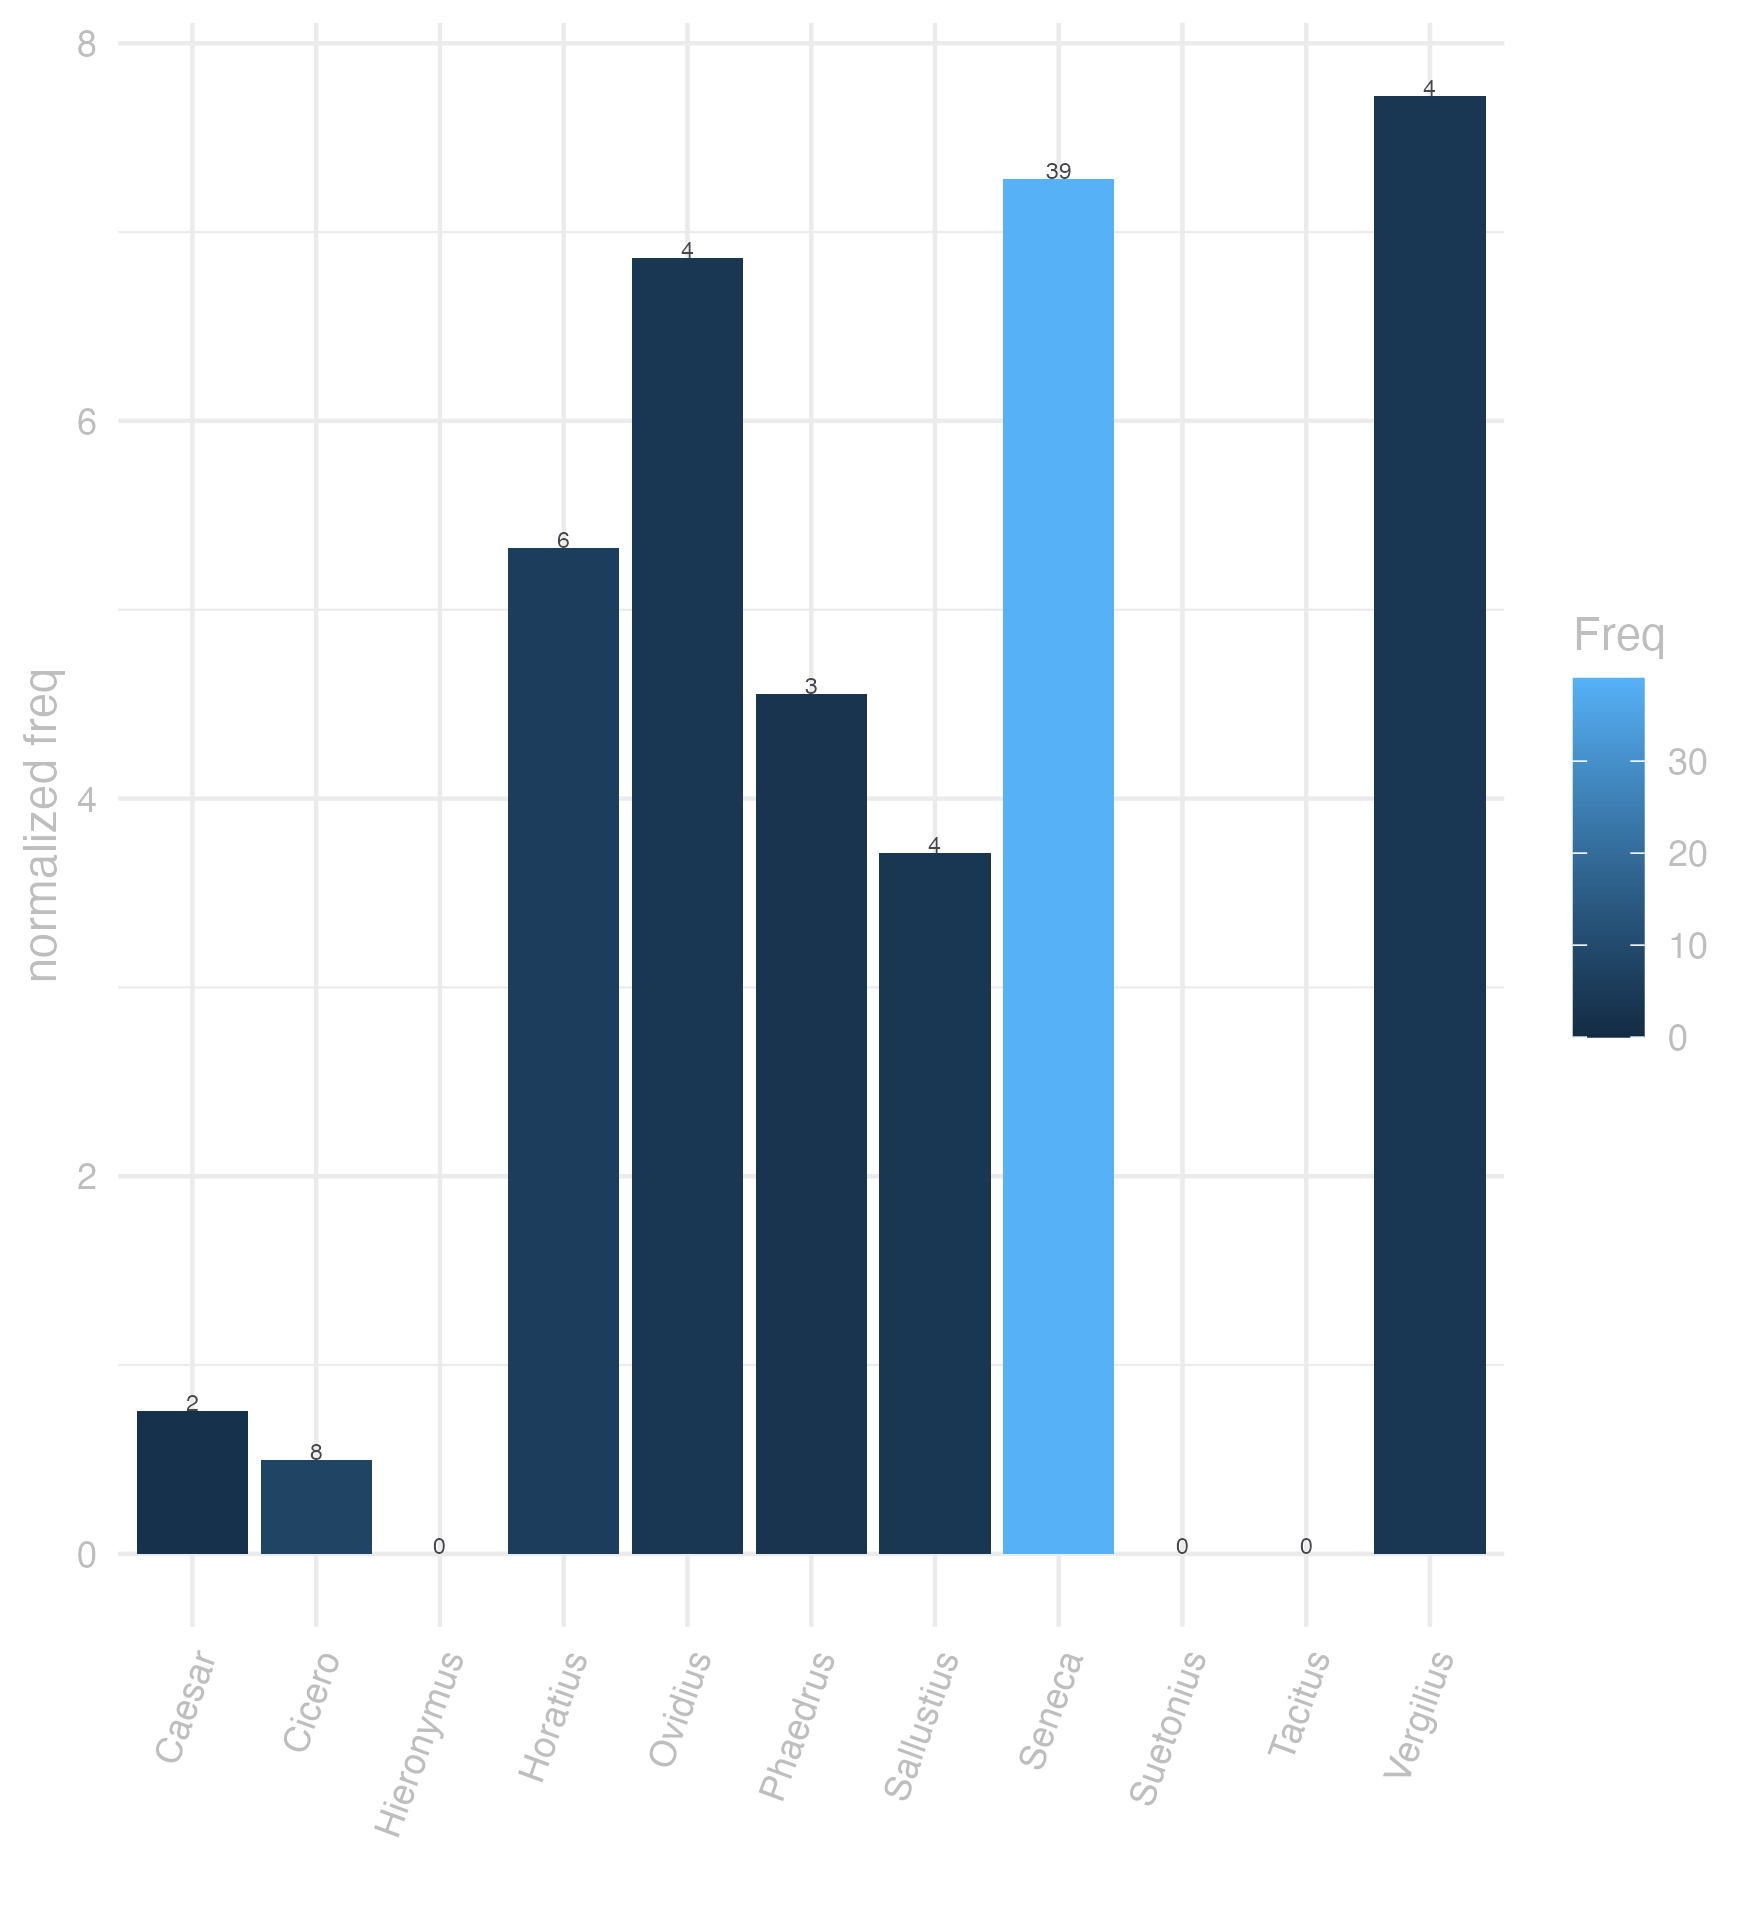 normalized freq
8
6
4
2
0
2
8
0
6
4
3
4
39
0
0
4
Caesar
Cicero
Hieronymus
Horatius
Ovidius
Phaedrus
Sallustius
Seneca
Suetonius
Tacitus
Vergilius
Freq
30
20
10
0